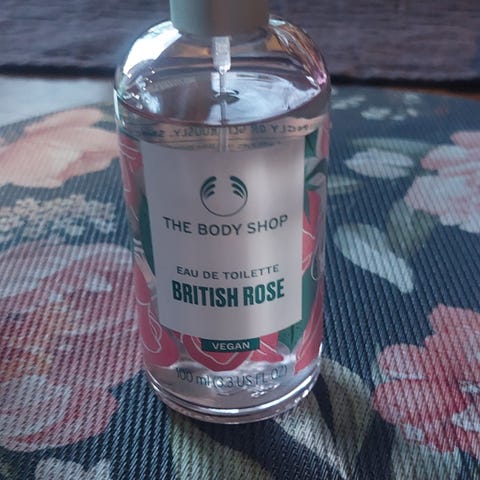 THE BODY SHOP
EAU DE TOILETTE
BRITISH ROSE
VEGAN
100 ml (3.3 US FL.OZ)